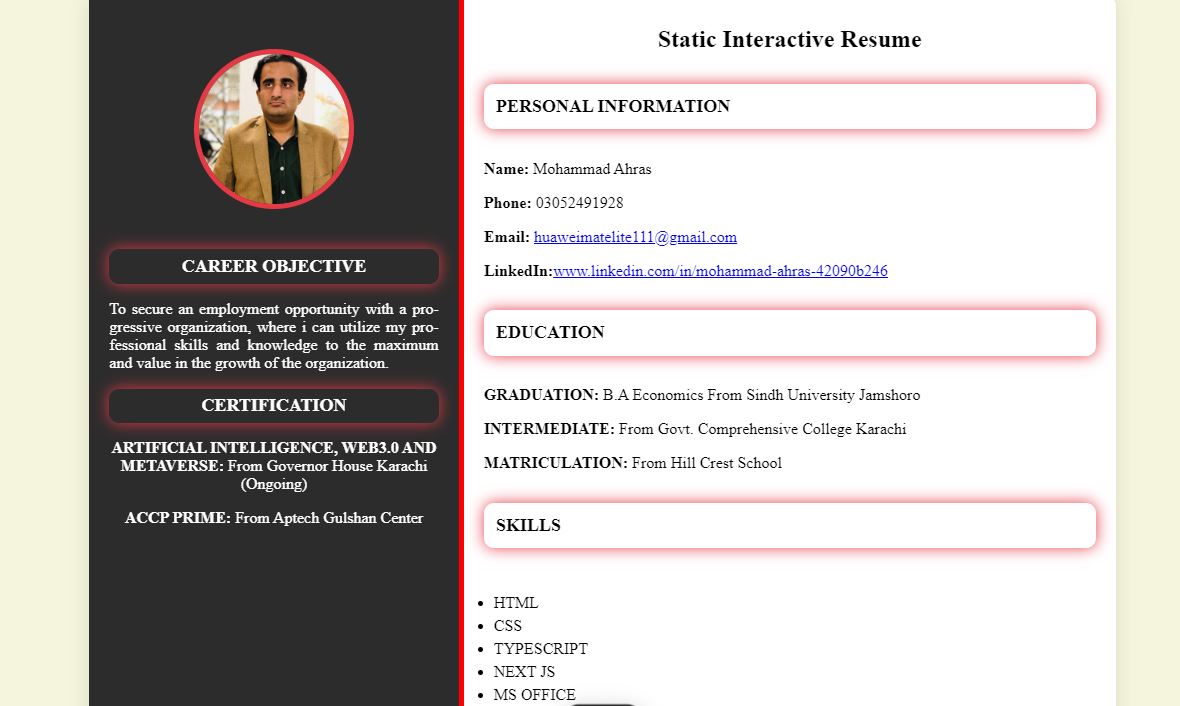 CAREER OBJECTIVE
To secure an employment opportunity with a pro-
gressive organization, where i can utilize my pro-
fessional skills and knowledge to the maximum
and value in the growth of the organization.
CERTIFICATION
ARTIFICIAL INTELLIGENCE, WEB3.0 AND
METAVERSE: From Governor House Karachi
(Ongoing)
ACCP PRIME: From Aptech Gulshan Center
Static Interactive Resume
PERSONAL INFORMATION
Name: Mohammad Ahras
Phone: 03052491928
Email: huaweimatelite111@gmail.com
LinkedIn:www.linkedin.com/in/mohammad-ahras-42090b246
EDUCATION
GRADUATION: B.A Economics From Sindh University Jamshoro
INTERMEDIATE: From Govt. Comprehensive College Karachi
MATRICULATION: From Hill Crest School
SKILLS
HTML
CSS
TYPESCRIPT
NEXT JS
MS OFFICE